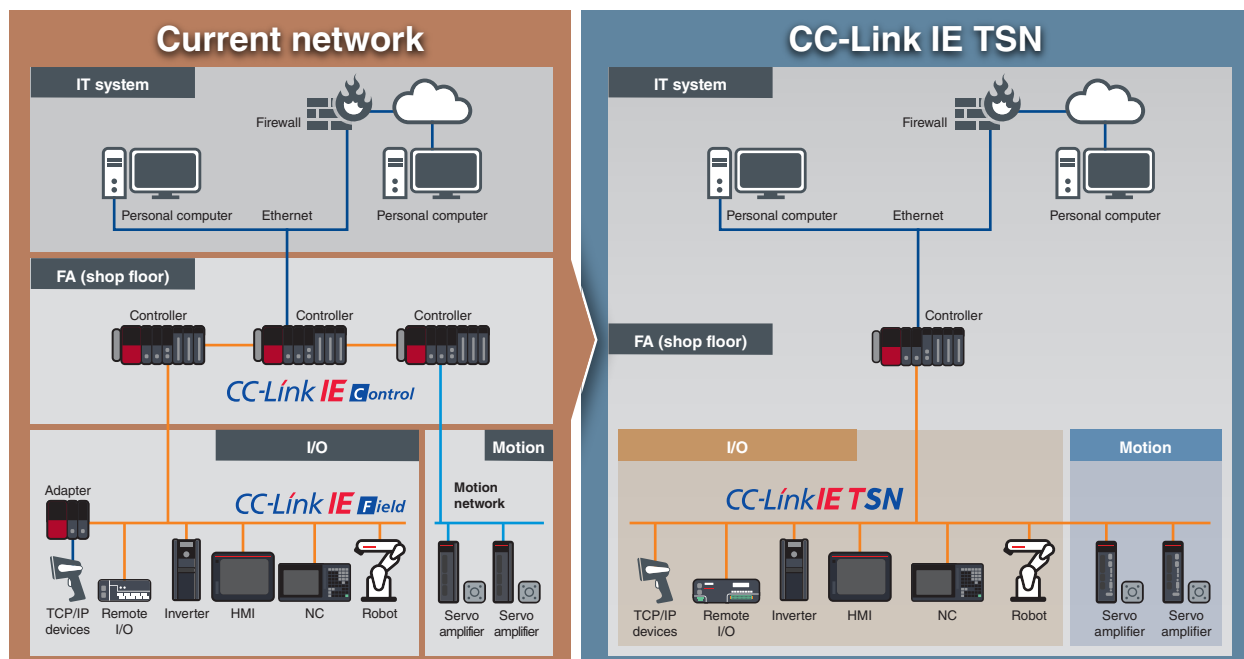 Current network
IT system
Firewall
Personal computer
Ethernet
Personal computer
FA (shop floor)
Controller
Controller
Controller
CC-Link IE Control
I/O
Motion
Adapter
CC-Link IE Field
Motion
network
TCP/IP
devices
Remote
I/O
Inverter
HMI
NC
Robot
Servo
amplifier
Servo
amplifier
CC-Link IE TSN
IT system
Firewall
Personal computer
Ethernet
Personal computer
Controller
FA (shop floor)
I/O
Motion
CC-Link IE TSN
TCP/IP
devices
Remote
I/O
Inverter
HMI
NC
Robot
Servo
amplifier
Servo
amplifier